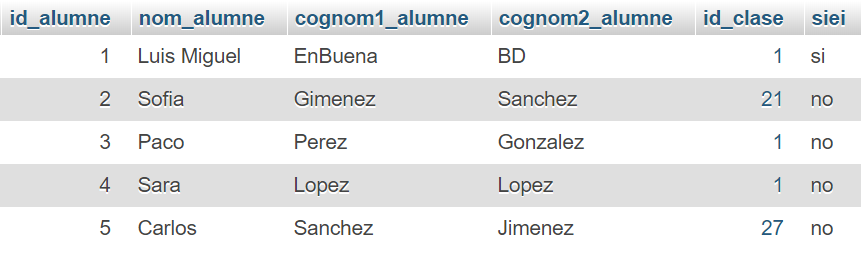 id_alumne nom_alumne cognom1_alumne cognom2_alumne id_clase siei
1 Luis Miguel EnBuena BD 1 si
2 Sofia Gimenez Sanchez 21 no
3 Paco Perez Gonzalez 1 no
4 Sara Lopez Lopez 1 no
5 Carlos Sanchez Jimenez 27 no